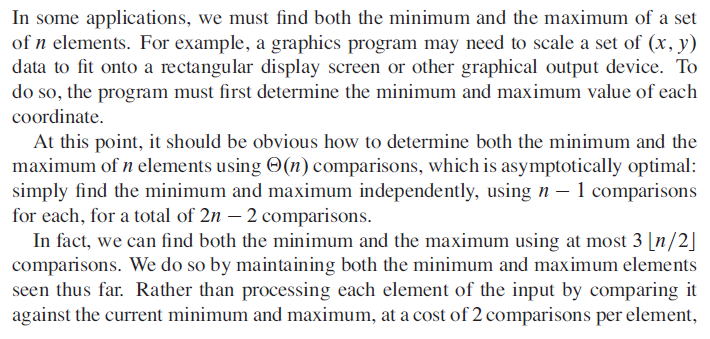 In some applications, we must find both the minimum and the maximum of a set
of n elements. For example, a graphics program may need to scale a set of (x, y)
data to fit onto a rectangular display screen or other graphical output device. To
do so, the program must first determine the minimum and maximum value of each
coordinate.
At this point, it should be obvious how to determine both the minimum and the
maximum of n elements using Θ(n) comparisons, which is asymptotically optimal:
simply find the minimum and maximum independently, using n − 1 comparisons
for each, for a total of 2n − 2 comparisons.
In fact, we can find both the minimum and the maximum using at most 3 ⌊n/2⌋
comparisons. We do so by maintaining both the minimum and maximum elements
seen thus far. Rather than processing each element of the input by comparing it
against the current minimum and maximum, at a cost of 2 comparisons per element,